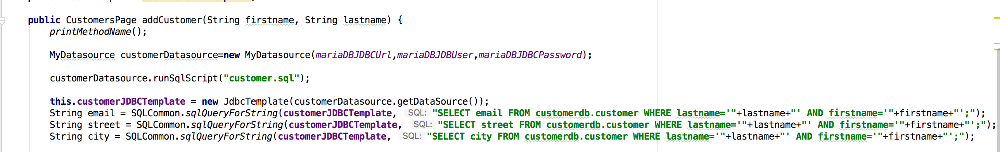 public CustomersPage addCustomer(String firstname, String lastname) {
printMethodName();
MyDatasource customerDatasource=new MyDatasource(mariaDBJDBCUrl,mariaDBJDBUser,mariaDBJDBCPassword);
customerDatasource.runSqlScript("customer.sql");
this.customerJDBCTemplate = new JdbcTemplate(customerDatasource.getDataSource());
String email = SQLCommon.sqlQueryForString(customerJDBCTemplate, SQL: "SELECT email FROM customerdb.customer WHERE lastname='"+lastname+"' AND firstname='"+firstname+"';");
String street = SQLCommon.sqlQueryForString(customerJDBCTemplate, SQL: "SELECT street FROM customerdb.customer WHERE lastname='"+lastname+"' AND firstname='"+firstname+"';");
String city = SQLCommon.sqlQueryForString(customerJDBCTemplate, SQL: "SELECT city FROM customerdb.customer WHERE lastname='"+lastname+"' AND firstname='"+firstname+"';");